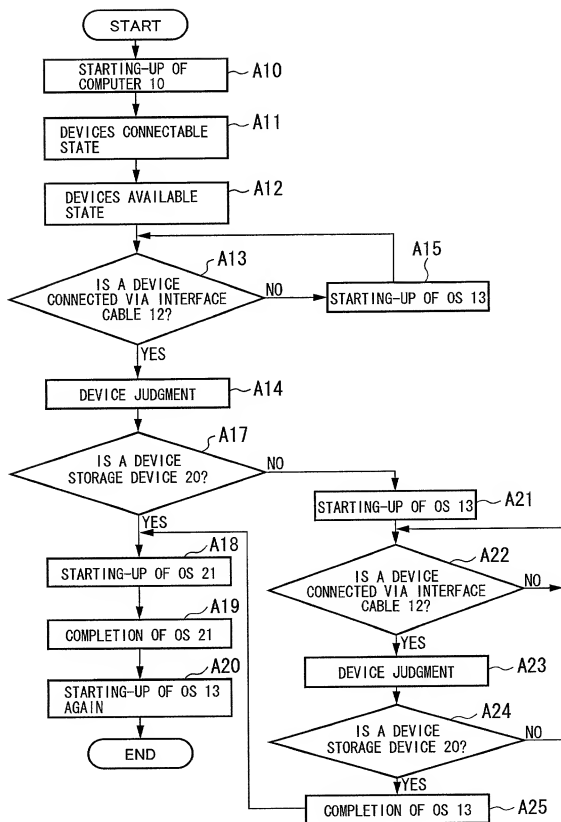 START
STARTING-UP OF
COMPUTER 10
A10
DEVICES CONNECTABLE
STATE
A11
DEVICES AVAILABLE
STATE
A12
IS A DEVICE
CONNECTED VIA INTERFACE
CABLE 12?
A13
NO
YES
STARTING-UP OF OS 13
A15
DEVICE JUDGMENT
A14
IS A DEVICE
STORAGE DEVICE 20?
A17
NO
YES
STARTING-UP OF OS 21
A18
COMPLETION OF OS 21
A19
STARTING-UP OF OS 13
AGAIN
A20
END
STARTING-UP OF OS 13
A21
IS A DEVICE
CONNECTED VIA INTERFACE
CABLE 12?
A22
NO
YES
DEVICE JUDGMENT
A23
IS A DEVICE
STORAGE DEVICE 20?
A24
NO
YES
COMPLETION OF OS 13
A25